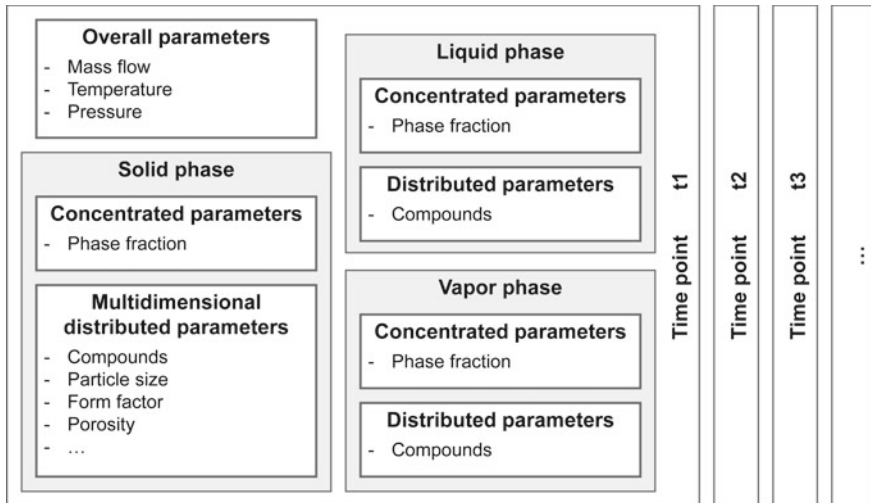 Overall parameters
- Mass flow
- Temperature
- Pressure
Solid phase
Concentrated parameters
- Phase fraction
Multidimensional
distributed parameters
- Compounds
- Particle size
- Form factor
- Porosity
- …
Liquid phase
Concentrated parameters
- Phase fraction
Distributed parameters
- Compounds
Vapor phase
Concentrated parameters
- Phase fraction
Distributed parameters
- Compounds
Time point t1
Time point t2
Time point t3
…